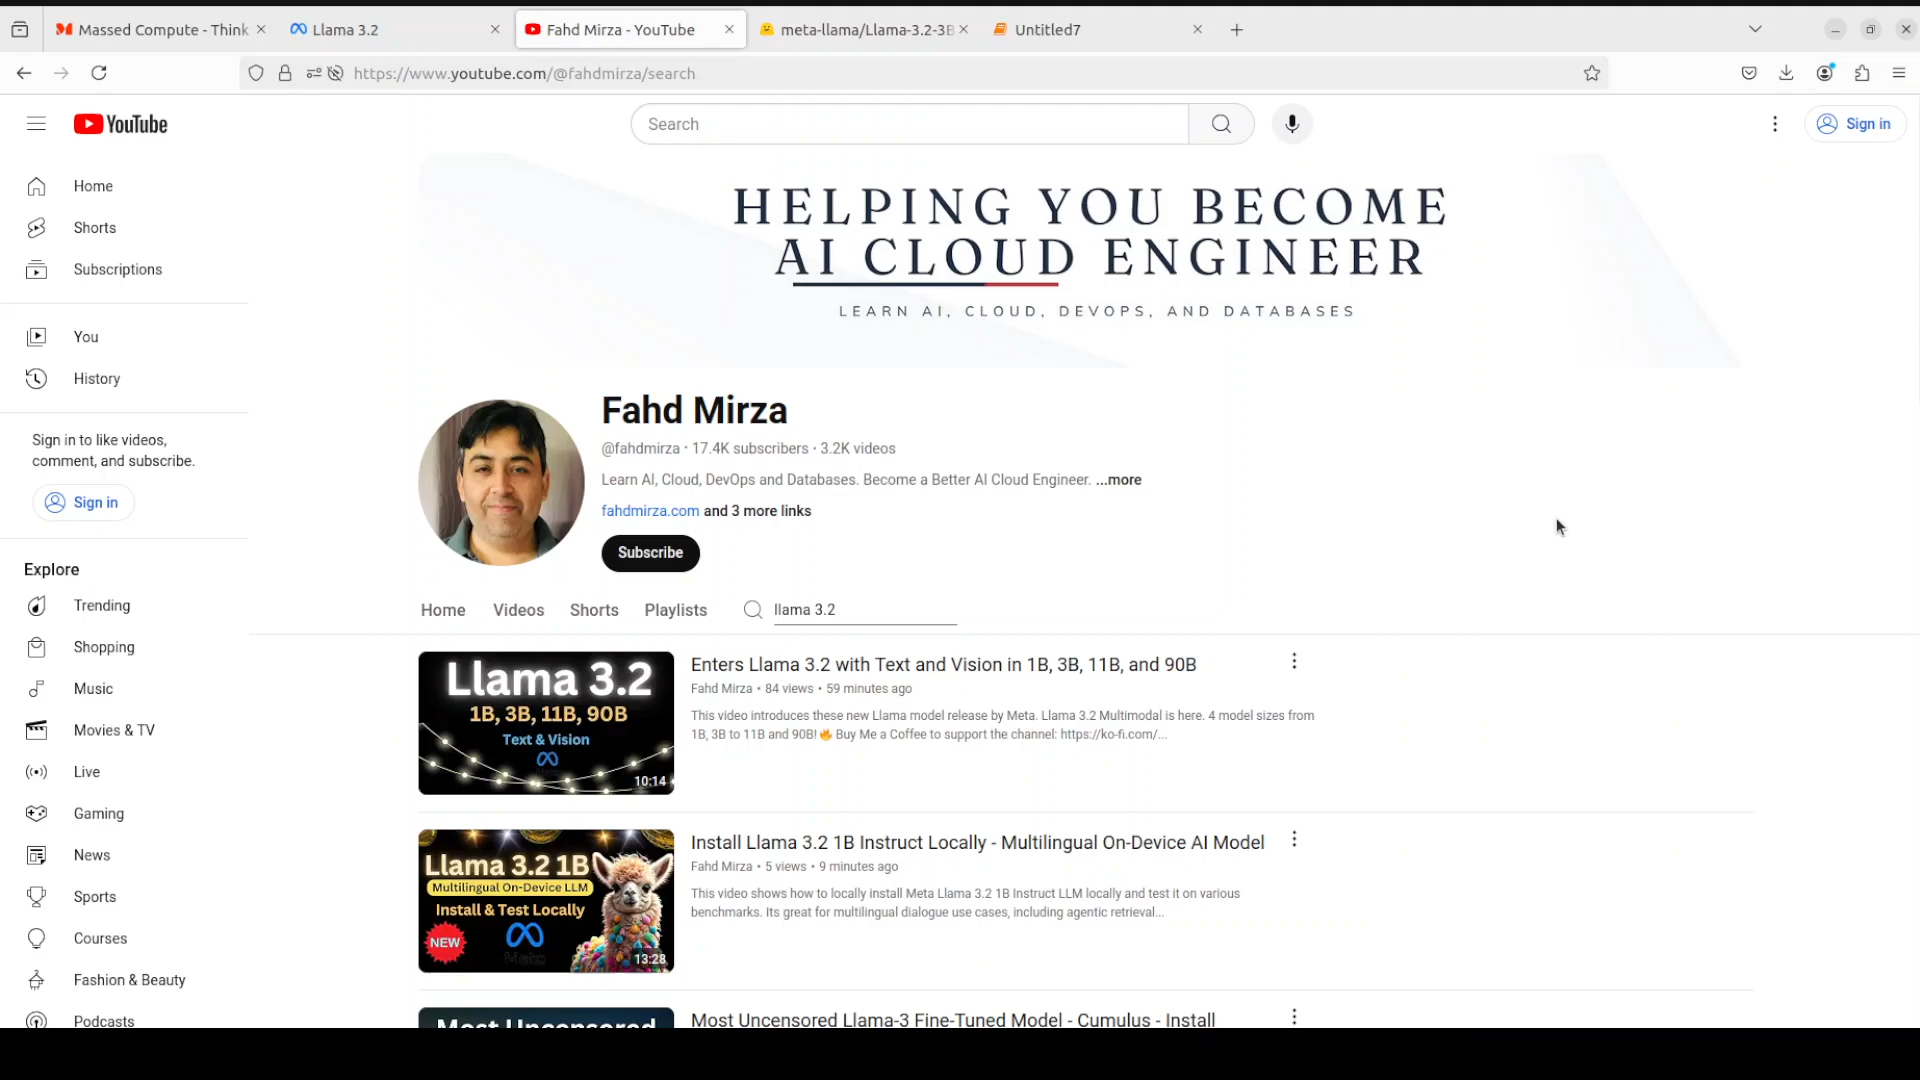 Massed Compute - Think
Llama 3.2
Fahd Mirza - YouTube
meta-llama/Llama-3.2-3B
Untitled7
https://www.youtube.com/@fahdmirza/search
YouTube
Search
Sign in
Home
Shorts
Subscriptions
You
History
Sign in to like videos,
comment, and subscribe.
Sign in
Explore
Trending
Shopping
Music
Movies & TV
Live
Gaming
News
Sports
Courses
Fashion & Beauty
Podcasts
HELPING YOU BECOME
AI CLOUD ENGINEER
LEARN AI, CLOUD, DEVOPS, AND DATABASES
Fahd Mirza
@fahdmirza • 17.4K subscribers • 3.2K videos
Learn AI, Cloud, DevOps and Databases. Become a Better AI Cloud Engineer. ...more
fahdmirza.com and 3 more links
Subscribe
Home
Videos
Shorts
Playlists
llama 3.2
Llama 3.2
1B, 3B, 11B, 90B
Text & Vision
10:14
Enters Llama 3.2 with Text and Vision in 1B, 3B, 11B, and 90B
Fahd Mirza • 84 views • 59 minutes ago
This video introduces these new Llama model release by Meta. Llama 3.2 Multimodal is here. 4 model sizes from
1B, 3B to 11B and 90B!🔥 Buy Me a Coffee to support the channel: https://ko-fi.com/...
Llama 3.2 1B
Multilingual On-Device LLM
Install & Test Locally
NEW
Meta
13:28
Install Llama 3.2 1B Instruct Locally - Multilingual On-Device AI Model
Fahd Mirza • 5 views • 9 minutes ago
This video shows how to locally install Meta Llama 3.2 1B Instruct LLM locally and test it on various
benchmarks. Its great for multilingual dialogue use cases, including agentic retrieval...
Most Uncensored
Most Uncensored Llama-3 Fine-Tuned Model - Cumulus - Install